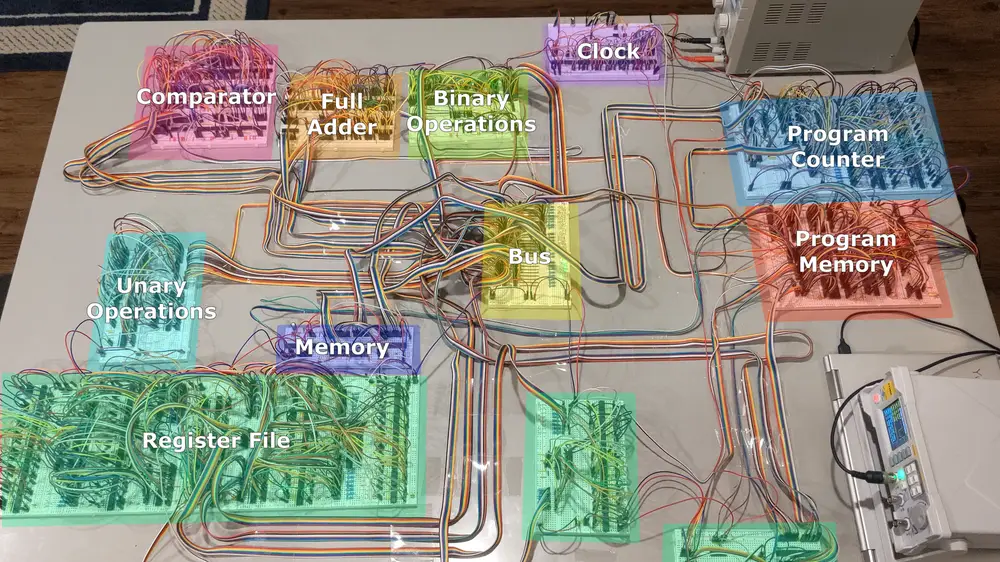 Clock
Comparator
Full
Adder
Binary
Operations
Program
Counter
Program
Memory
Bus
Unary
Operations
Memory
Register File